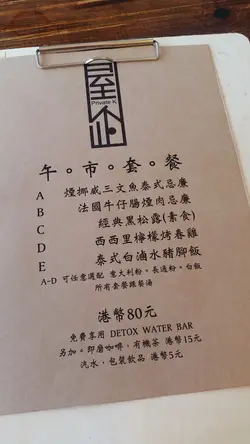 Private K
午。市。套。餐
A 煙挪威三文魚泰式忌廉
B 法國牛仔腸煙肉忌廉
C 經典黑松露(素食)
D 西西里檸檬烤春雞
E 泰式白滷水豬腳飯
A-D 可任意選配 意大利粉。長通粉。白飯
所有套餐跟餐湯
港幣80元
免費享用 DETOX WATER BAR
另加。即磨咖啡，有機茶 港幣15元
汽水，包裝飲品 港幣5元